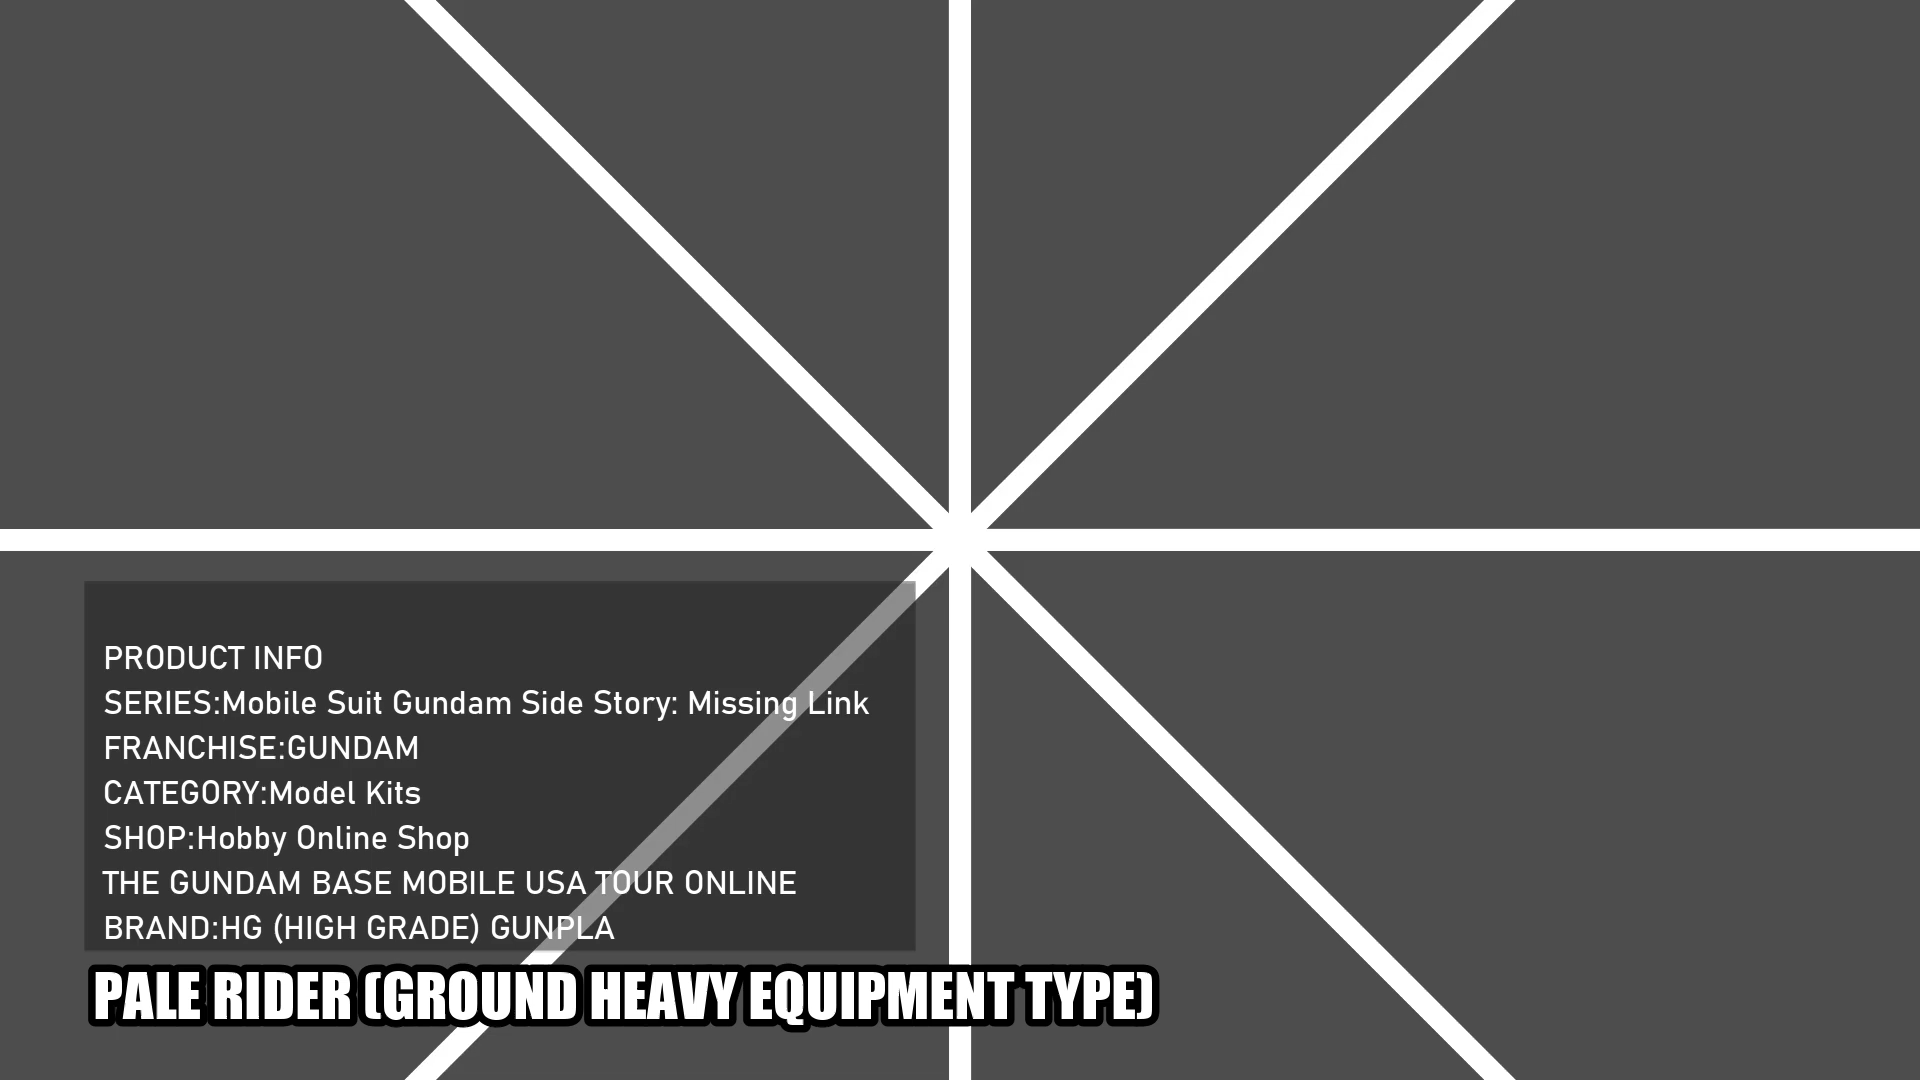 PRODUCT INFO
SERIES:Mobile Suit Gundam Side Story: Missing Link
FRANCHISE:GUNDAM
CATEGORY:Model Kits
SHOP:Hobby Online Shop
THE GUNDAM BASE MOBILE USA TOUR ONLINE
BRAND:HG (HIGH GRADE) GUNPLA
PALE RIDER (GROUND HEAVY EQUIPMENT TYPE)